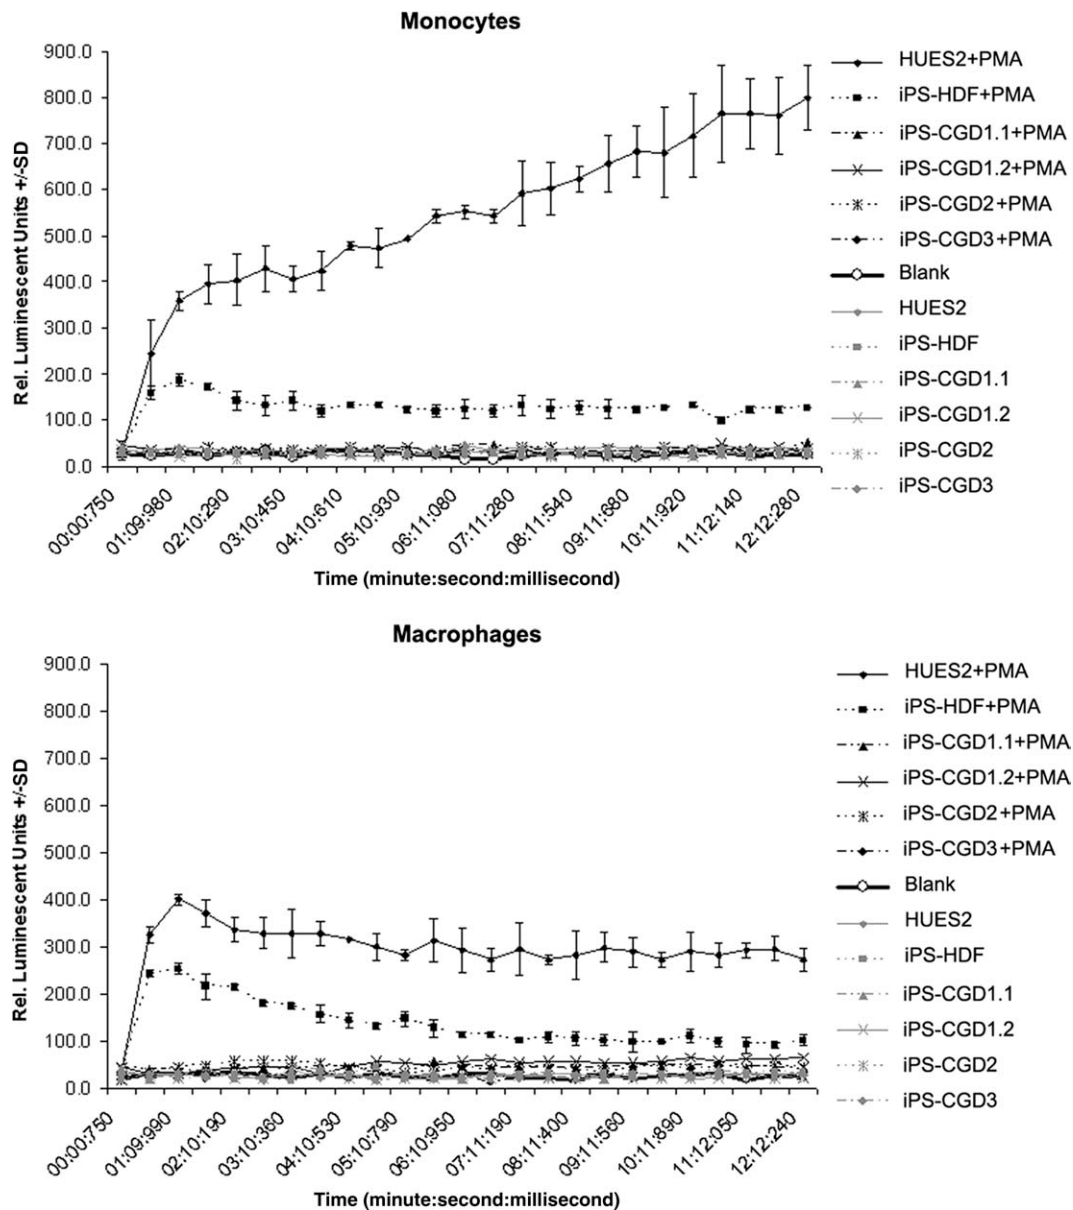 Monocytes
900.0
800.0
700.0
600.0
500.0
400.0
300.0
200.0
100.0
0.0
Rel. Luminescent Units +/-SD
00:00:750
01:09:980
02:10:290
03:10:450
04:10:610
05:10:930
06:11:080
07:11:280
08:11:540
09:11:680
10:11:920
11:12:140
12:12:280
Time (minute:second:millisecond)
HUES2+PMA
iPS-HDF+PMA
iPS-CGD1.1+PMA
iPS-CGD1.2+PMA
iPS-CGD2+PMA
iPS-CGD3+PMA
Blank
HUES2
iPS-HDF
iPS-CGD1.1
iPS-CGD1.2
iPS-CGD2
iPS-CGD3
Macrophages
900.0
800.0
700.0
600.0
500.0
400.0
300.0
200.0
100.0
0.0
Rel. Luminescent Units +/-SD
00:00:750
01:09:990
02:10:190
03:10:360
04:10:530
05:10:790
06:10:950
07:11:190
08:11:400
09:11:560
10:11:890
11:12:050
12:12:240
Time (minute:second:millisecond)
HUES2+PMA
iPS-HDF+PMA
iPS-CGD1.1+PMA
iPS-CGD1.2+PMA
iPS-CGD2+PMA
iPS-CGD3+PMA
Blank
HUES2
iPS-HDF
iPS-CGD1.1
iPS-CGD1.2
iPS-CGD2
iPS-CGD3